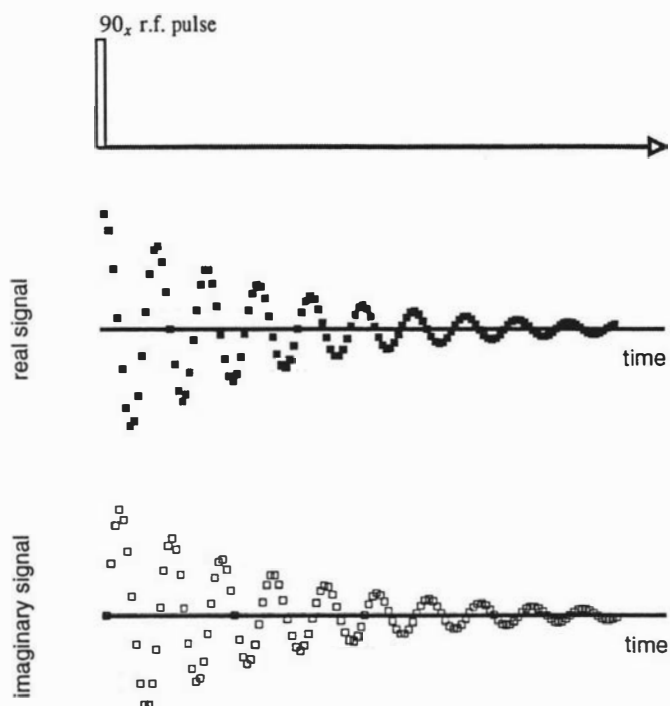 90x r.f. pulse
real signal
time
imaginary signal
time